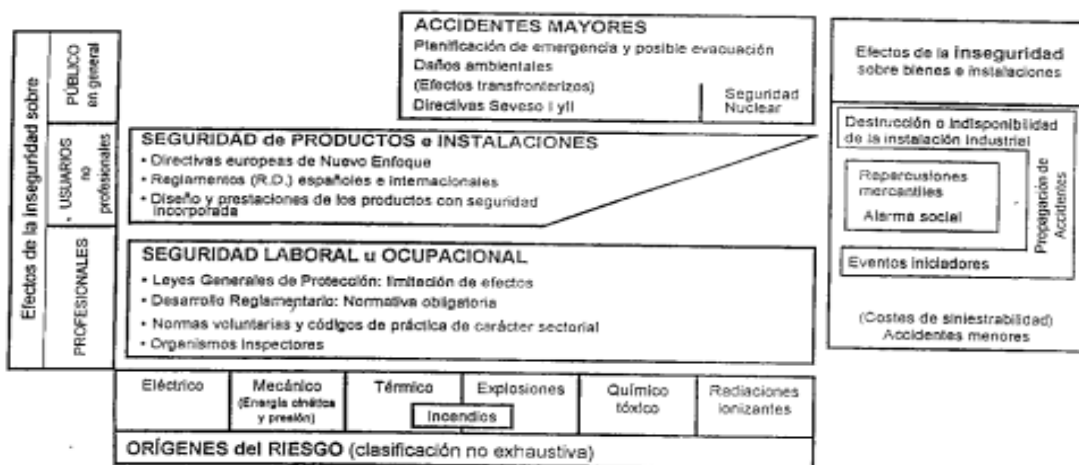 Efectos de la inseguridad sobre
PÚBLICO
en general
• USUARIOS
no
profesionales
PROFESIONALES
ACCIDENTES MAYORES
Planificación de emergencia y posible evacuación
Daños ambientales
(Efectos transfronterizos)
Directivas Seveso I yII
Seguridad
Nuclear
SEGURIDAD de PRODUCTOS e INSTALACIONES
• Directivas europeas de Nuevo Enfoque
• Reglamentos (R.D.) españoles e internacionales
• Diseño y prestaciones de los productos con seguridad
incorporada
SEGURIDAD LABORAL u OCUPACIONAL
• Leyes Generales de Protección: limitación de efectos
• Desarrollo Reglamentario: Normativa obligatoria
• Normas voluntarias y códigos de práctica de carácter sectorial
• Organismos Inspectores
Eléctrico
Mecánico
(Energía cinética
y presión)
Térmico
Explosiones
Incendios
Químico
tóxico
Radiaciones
ionizantes
ORÍGENES del RIESGO (clasificación no exhaustiva)
Efectos de la inseguridad
sobre bienes e instalaciones
Destrucción o indisponibilidad
de la instalación industrial
Repercusiones
mercantiles
Alarma social
Propagación de
Accidentes
Eventos iniciadores
(Costes de siniestrabilidad)
Accidentes menores